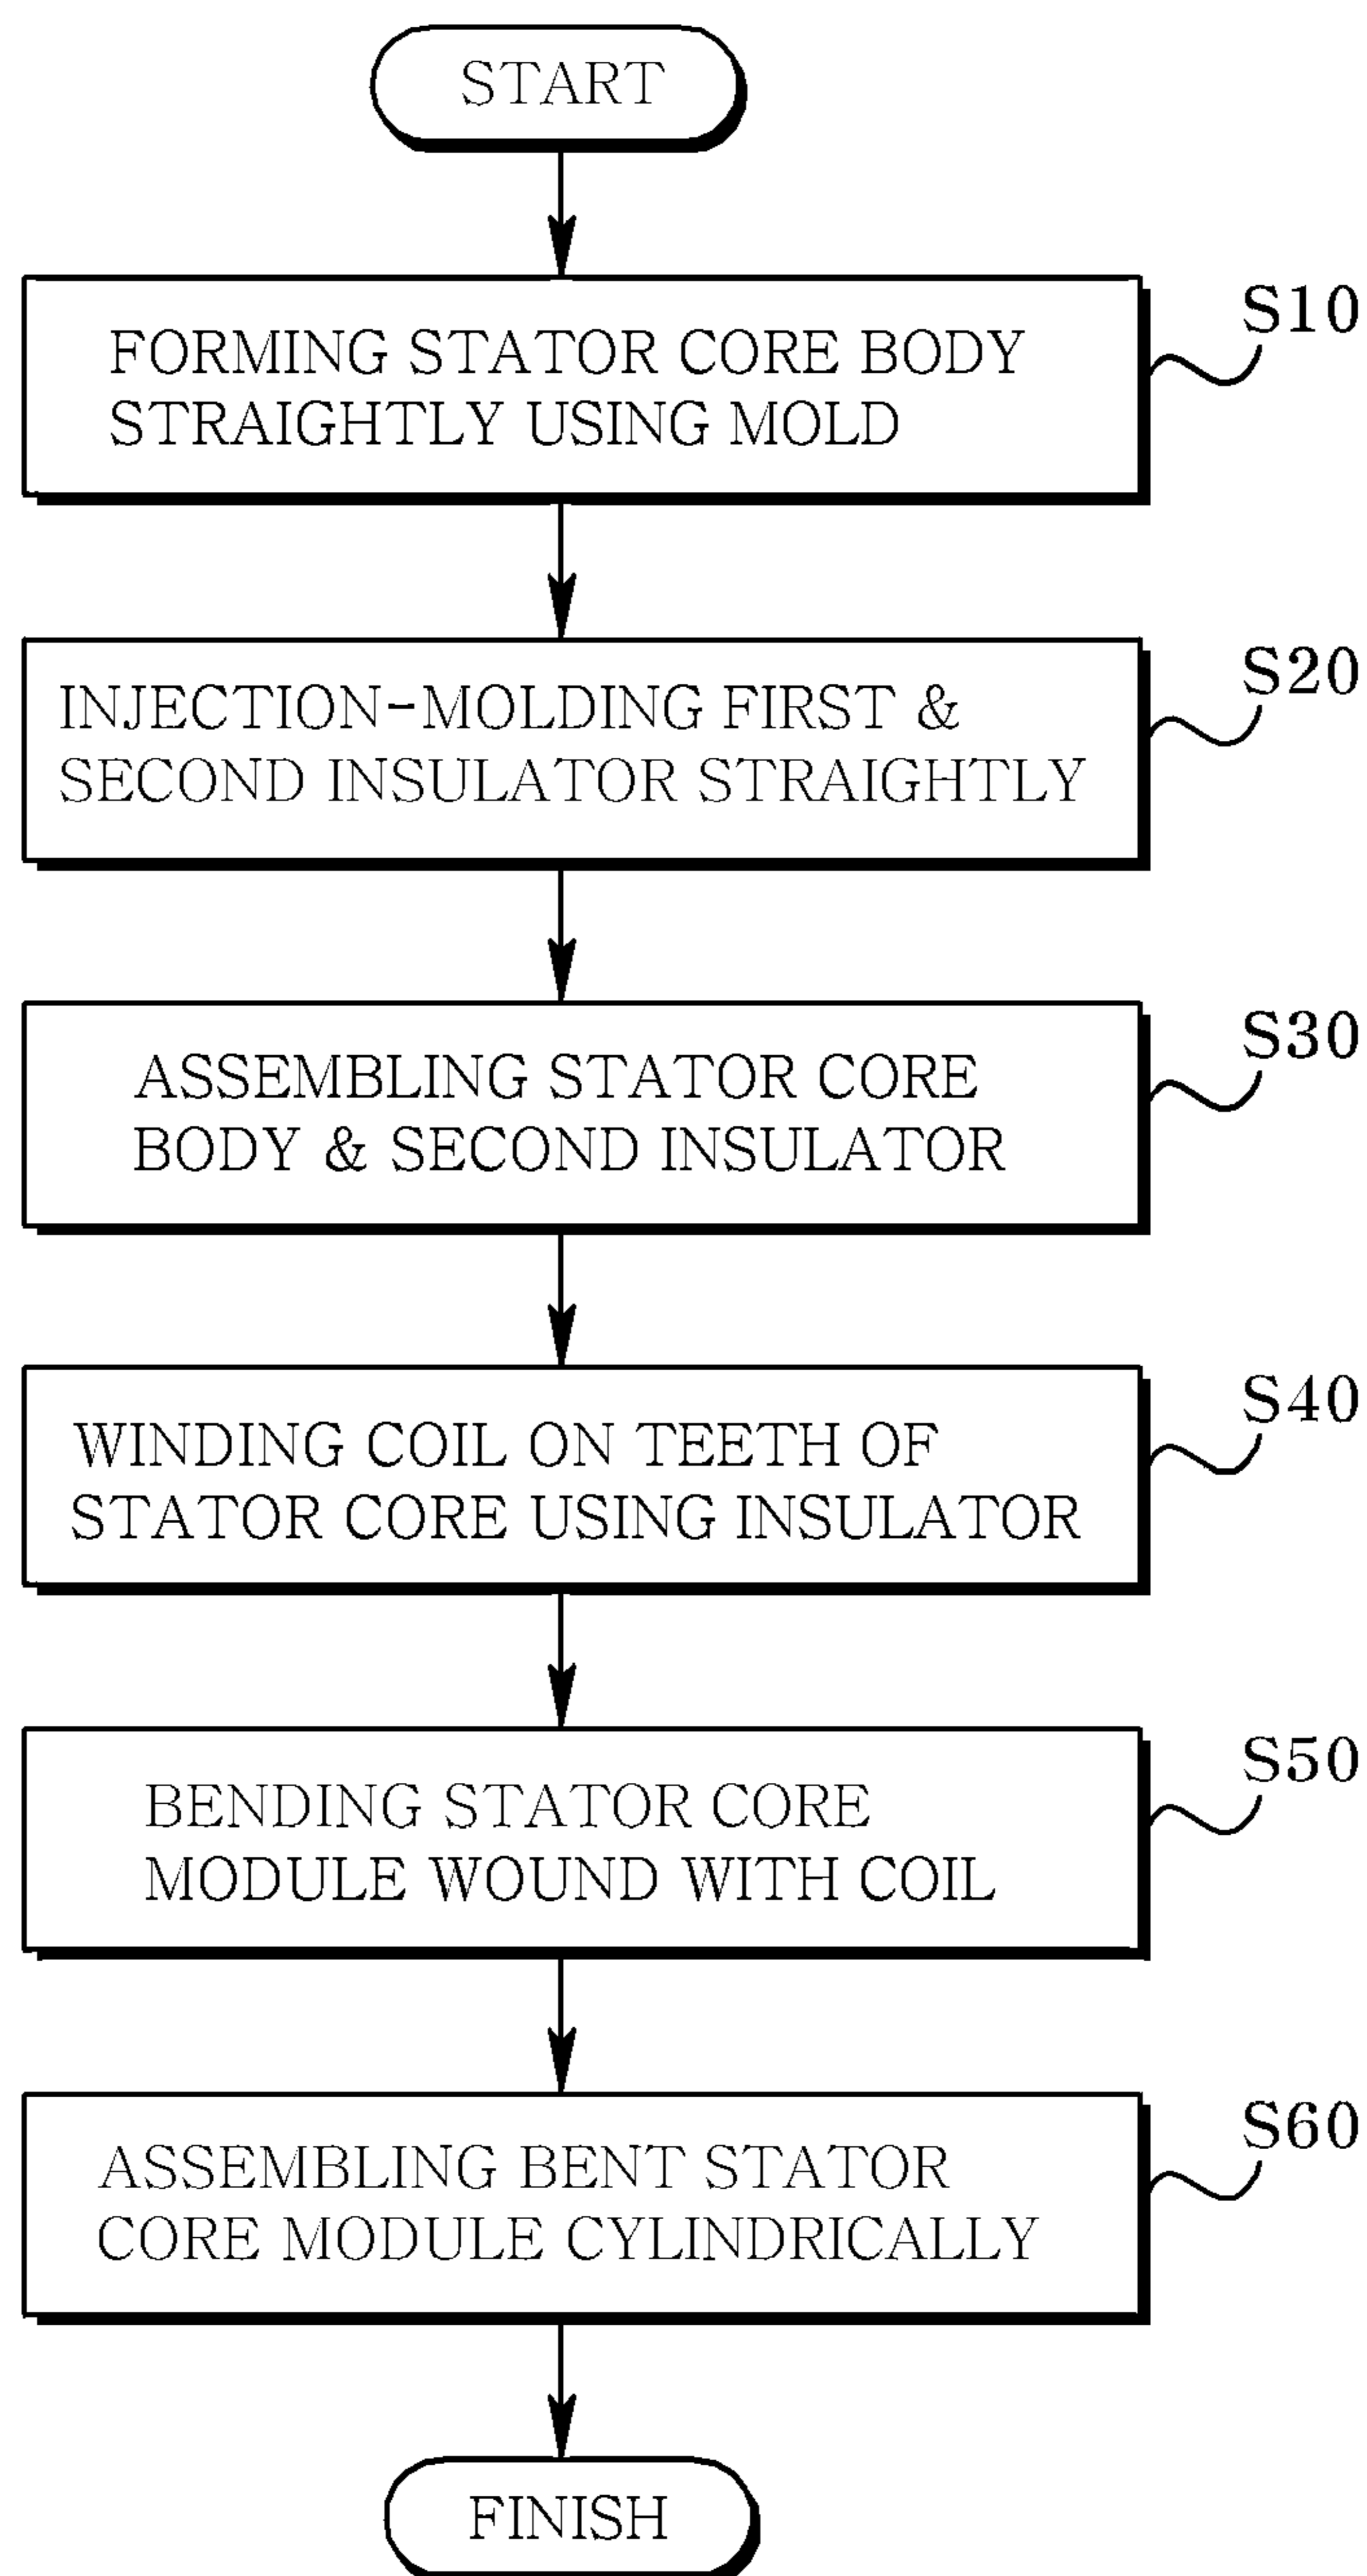 START
FORMING STATOR CORE BODY
STRAIGHTLY USING MOLD
S10
INJECTION-MOLDING FIRST &
SECOND INSULATOR STRAIGHTLY
S20
ASSEMBLING STATOR CORE
BODY & SECOND INSULATOR
S30
WINDING COIL ON TEETH OF
STATOR CORE USING INSULATOR
S40
BENDING STATOR CORE
MODULE WOUND WITH COIL
S50
ASSEMBLING BENT STATOR
CORE MODULE CYLINDRICALLY
S60
FINISH